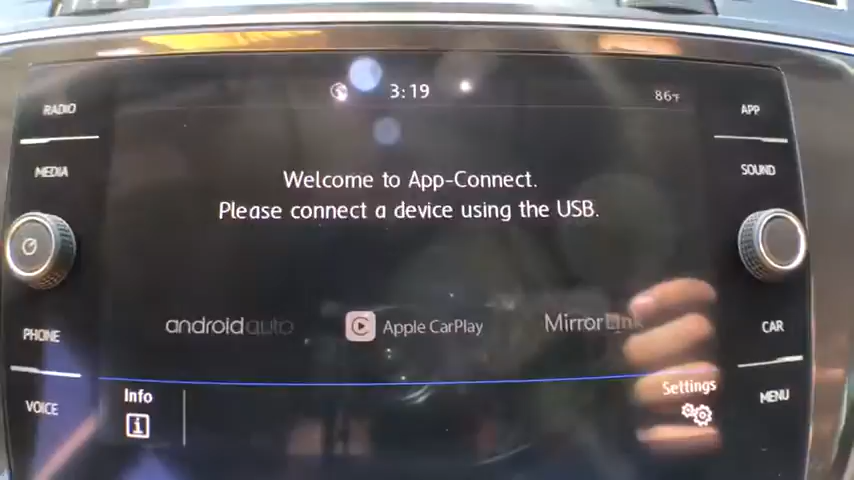 3:19
86°F
RADIO
APP
MEDIA
SOUND
Welcome to App-Connect.
Please connect a device using the USB.
androidauto
Apple CarPlay
MirrorLink
PHONE
CAR
VOICE
MENU
Info
Settings